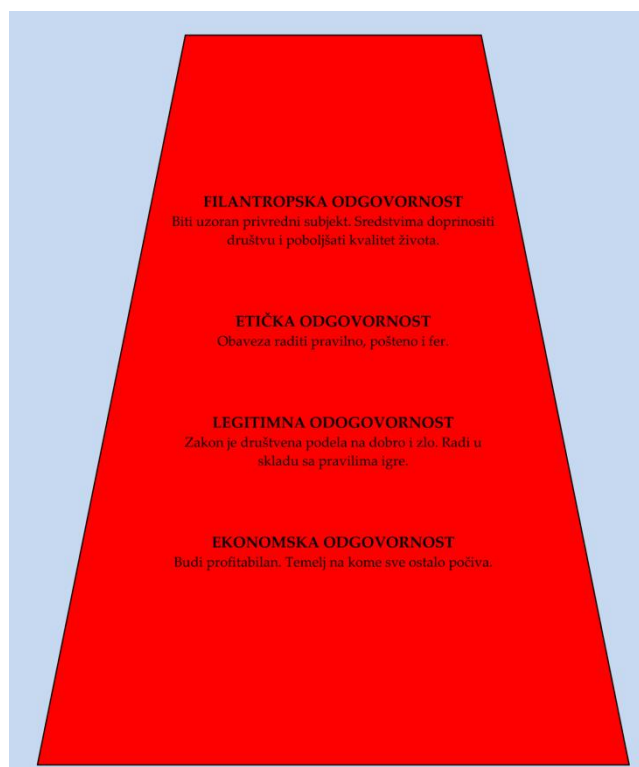 FILANTROPSKA ODGOVORNOST
Biti uzoran privredni subjekt. Sredstvima doprinositi
društvu i poboljšati kvalitet života.
ETIČKA ODGOVORNOST
Obaveza raditi pravilno, pošteno i fer.
LEGITIMNA ODOGOVORNOST
Zakon je društvena podela na dobro i zlo. Radi u
skladu sa pravilima igre.
EKONOMSKA ODGOVORNOST
Budi profitabilan. Temelj na kome sve ostalo počiva.